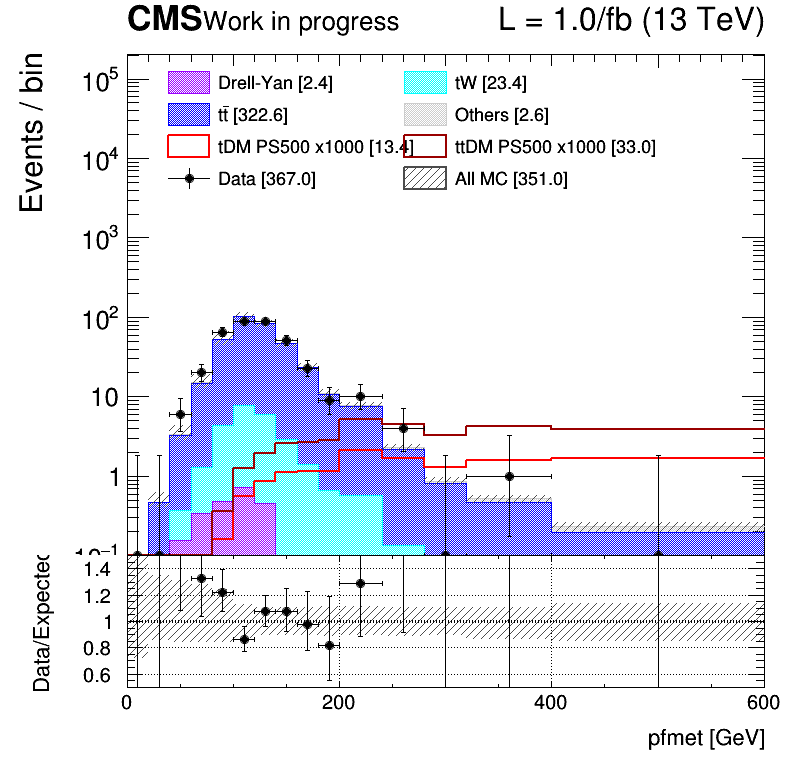 CMS Work in progress L = 1.0/fb (13 TeV)
Events / bin
Drell-Yan [2.4] tW [23.4]
tt̄ [322.6] Others [2.6]
tDM PS500 x1000 [13.4] ttDM PS500 x1000 [33.0]
Data [367.0] All MC [351.0]
10⁵
10⁴
10³
10²
10
1
10⁻¹
Data/Expected
1.4
1.2
1
0.8
0.6
0 200 400 600
pfmet [GeV]